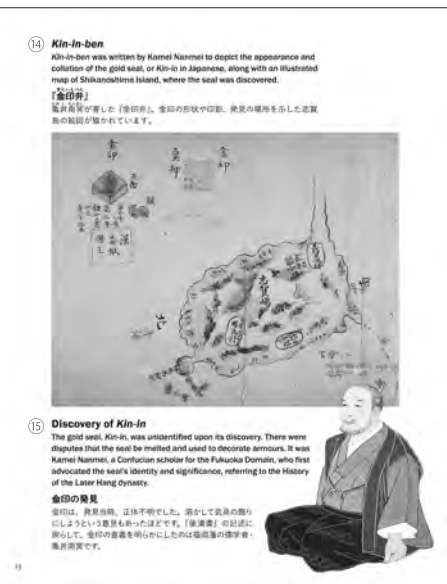 ⑭ Kin-in-ben
Kin-in-ben was written by Kamei Nanmei to depict the appearance and
collation of the gold seal, or Kin-in in Japanese, along with an illustrated
map of Shikanoshima Island, where the seal was discovered.
『金印弁』
亀井南冥が著した『金印弁』。金印の形状や印影、発見の場所を示した志賀
島の絵図が描かれています。
金印
金印
志賀嶋
漢
⑮ Discovery of Kin-in
The gold seal, Kin-in, was unidentified upon its discovery. There were
disputes that the seal be melted and used to decorate armours. It was
Kamei Nanmei, a Confucian scholar for the Fukuoka Domain, who first
advocated the seal's identity and significance, referring to the History
of the Later Hang dynasty.
金印の発見
金印は、発見当時、正体不明でした。溶かして武具の飾り
にしようという意見もあったほどです。『後漢書』の記述に
照らして、金印の意義を明らかにしたのは福岡藩の儒学者・
亀井南冥です。